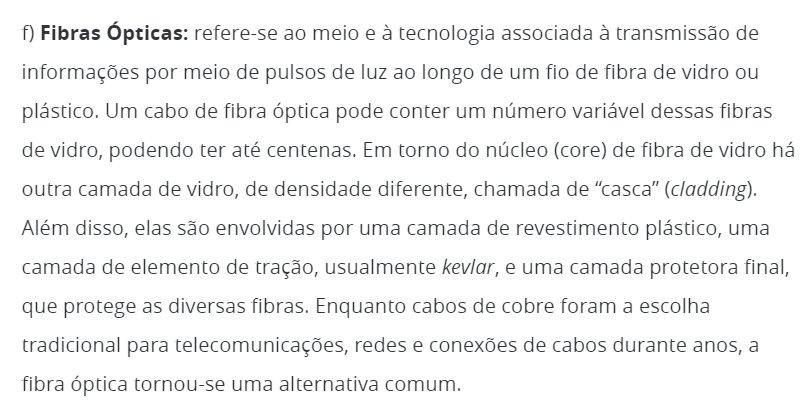 f) Fibras Ópticas: refere-se ao meio e à tecnologia associada à transmissão de
informações por meio de pulsos de luz ao longo de um fio de fibra de vidro ou
plástico. Um cabo de fibra óptica pode conter um número variável dessas fibras
de vidro, podendo ter até centenas. Em torno do núcleo (core) de fibra de vidro há
outra camada de vidro, de densidade diferente, chamada de “casca” (cladding).
Além disso, elas são envolvidas por uma camada de revestimento plástico, uma
camada de elemento de tração, usualmente kevlar, e uma camada protetora final,
que protege as diversas fibras. Enquanto cabos de cobre foram a escolha
tradicional para telecomunicações, redes e conexões de cabos durante anos, a
fibra óptica tornou-se uma alternativa comum.